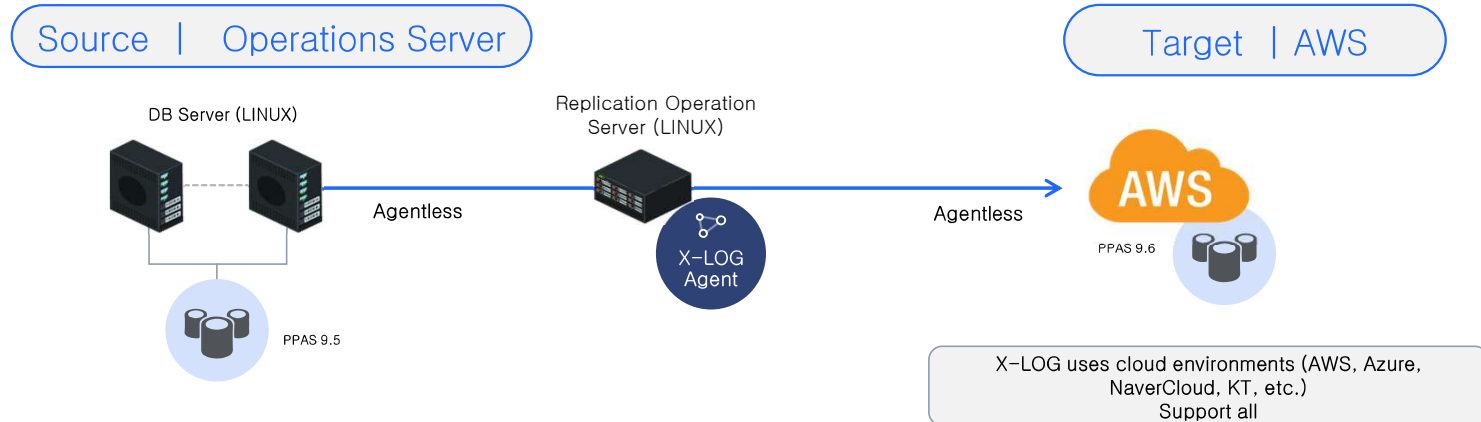 Source | Operations Server
Target | AWS
DB Server (LINUX)
Replication Operation
Server (LINUX)
Agentless
Agentless
X-LOG
Agent
AWS
PPAS 9.6
PPAS 9.5
X-LOG uses cloud environments (AWS, Azure,
NaverCloud, KT, etc.)
Support all